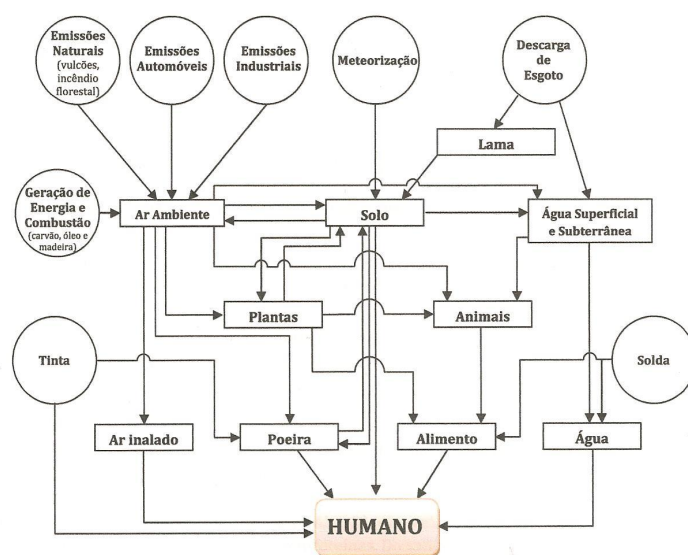 Emissões
Naturais
(vulcões,
incêndio
florestal)
Emissões
Automóveis
Emissões
Industriais
Meteorização
Descarga
de
Esgoto
Lama
Geração de
Energia e
Combustão
(carvão, óleo e
madeira)
Ar Ambiente
Solo
Água Superficial
e Subterrânea
Plantas
Animais
Tinta
Solda
Ar inalado
Poeira
Alimento
Água
HUMANO